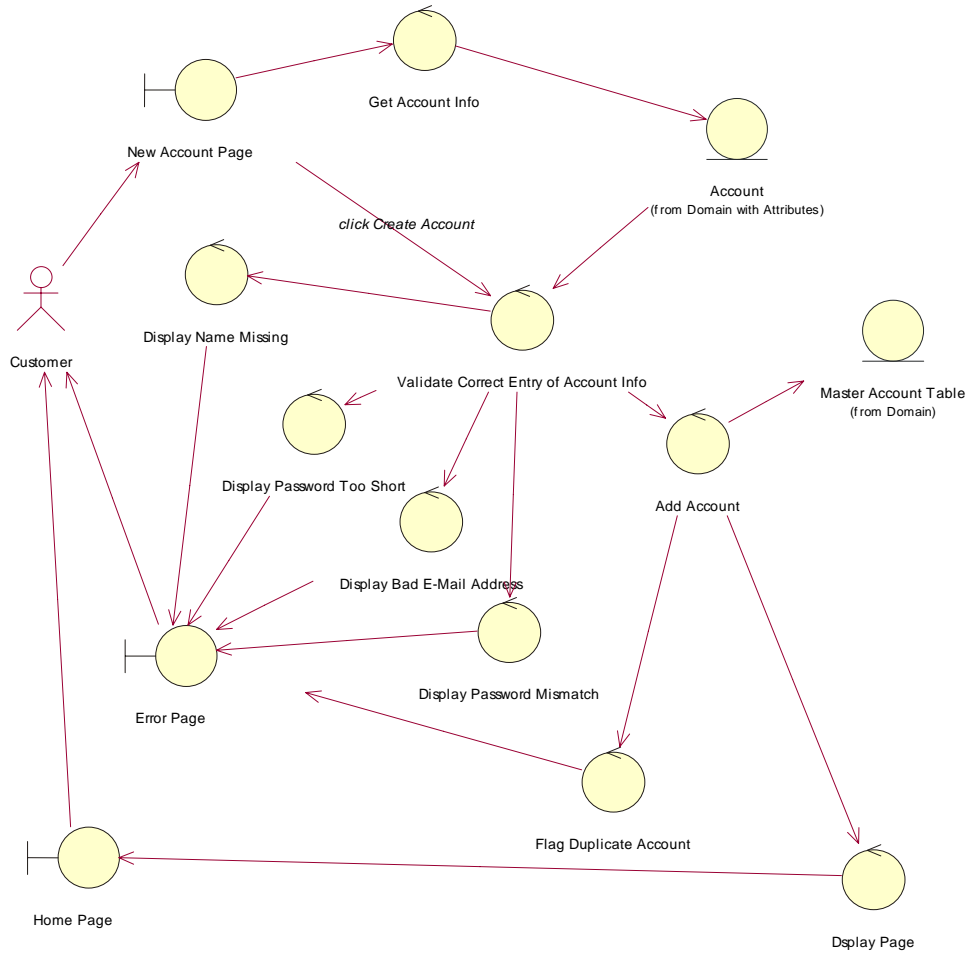 Get Account Info
New Account Page
Account
(from Domain with Attributes)
click Create Account
Display Name Missing
Customer
Validate Correct Entry of Account Info
Master Account Table
(from Domain)
Display Password Too Short
Add Account
Display Bad E-Mail Address
Display Password Mismatch
Error Page
Flag Duplicate Account
Home Page
Dsplay Page